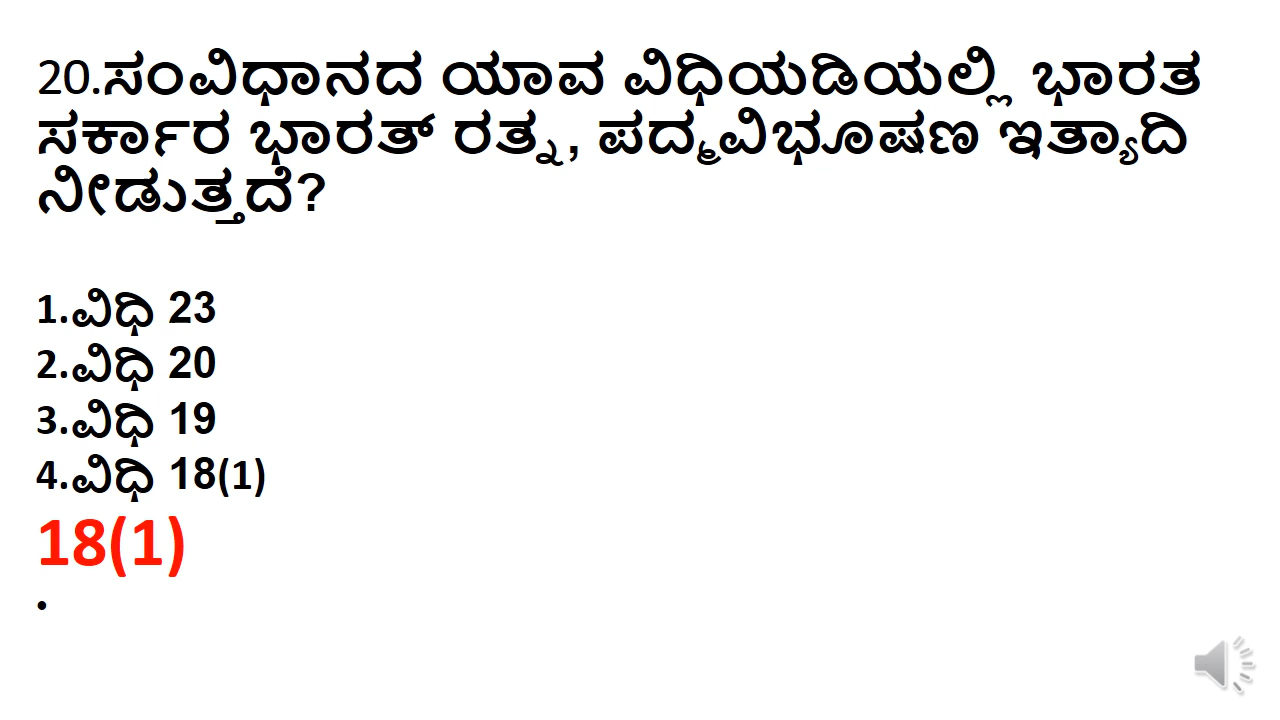 20.ಸಂವಿಧಾನದ ಯಾವ ವಿಧಿಯಡಿಯಲ್ಲಿ ಭಾರತ
ಸರ್ಕಾರ ಭಾರತ್ ರತ್ನ, ಪದ್ಮವಿಭೂಷಣ ಇತ್ಯಾದಿ
ನೀಡುತ್ತದೆ?
1.ವಿಧಿ 23
2.ವಿಧಿ 20
3.ವಿಧಿ 19
4.ವಿಧಿ 18(1)
18(1)
•